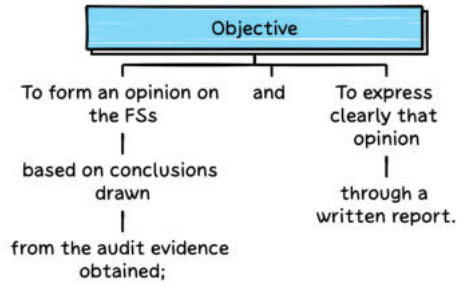 Objective
To form an opinion on
the FSs
based on conclusions
drawn
from the audit evidence
obtained;
and
To express
clearly that
opinion
through a
written report.